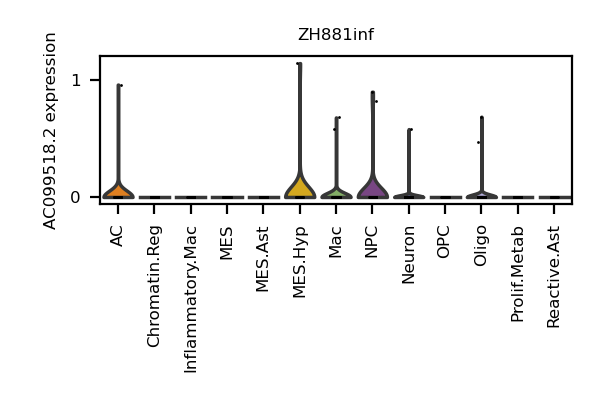 ZH881inf
AC099518.2 expression
1
0
AC
Chromatin.Reg
Inflammatory.Mac
MES
MES.Ast
MES.Hyp
Mac
NPC
Neuron
OPC
Oligo
Prolif.Metab
Reactive.Ast